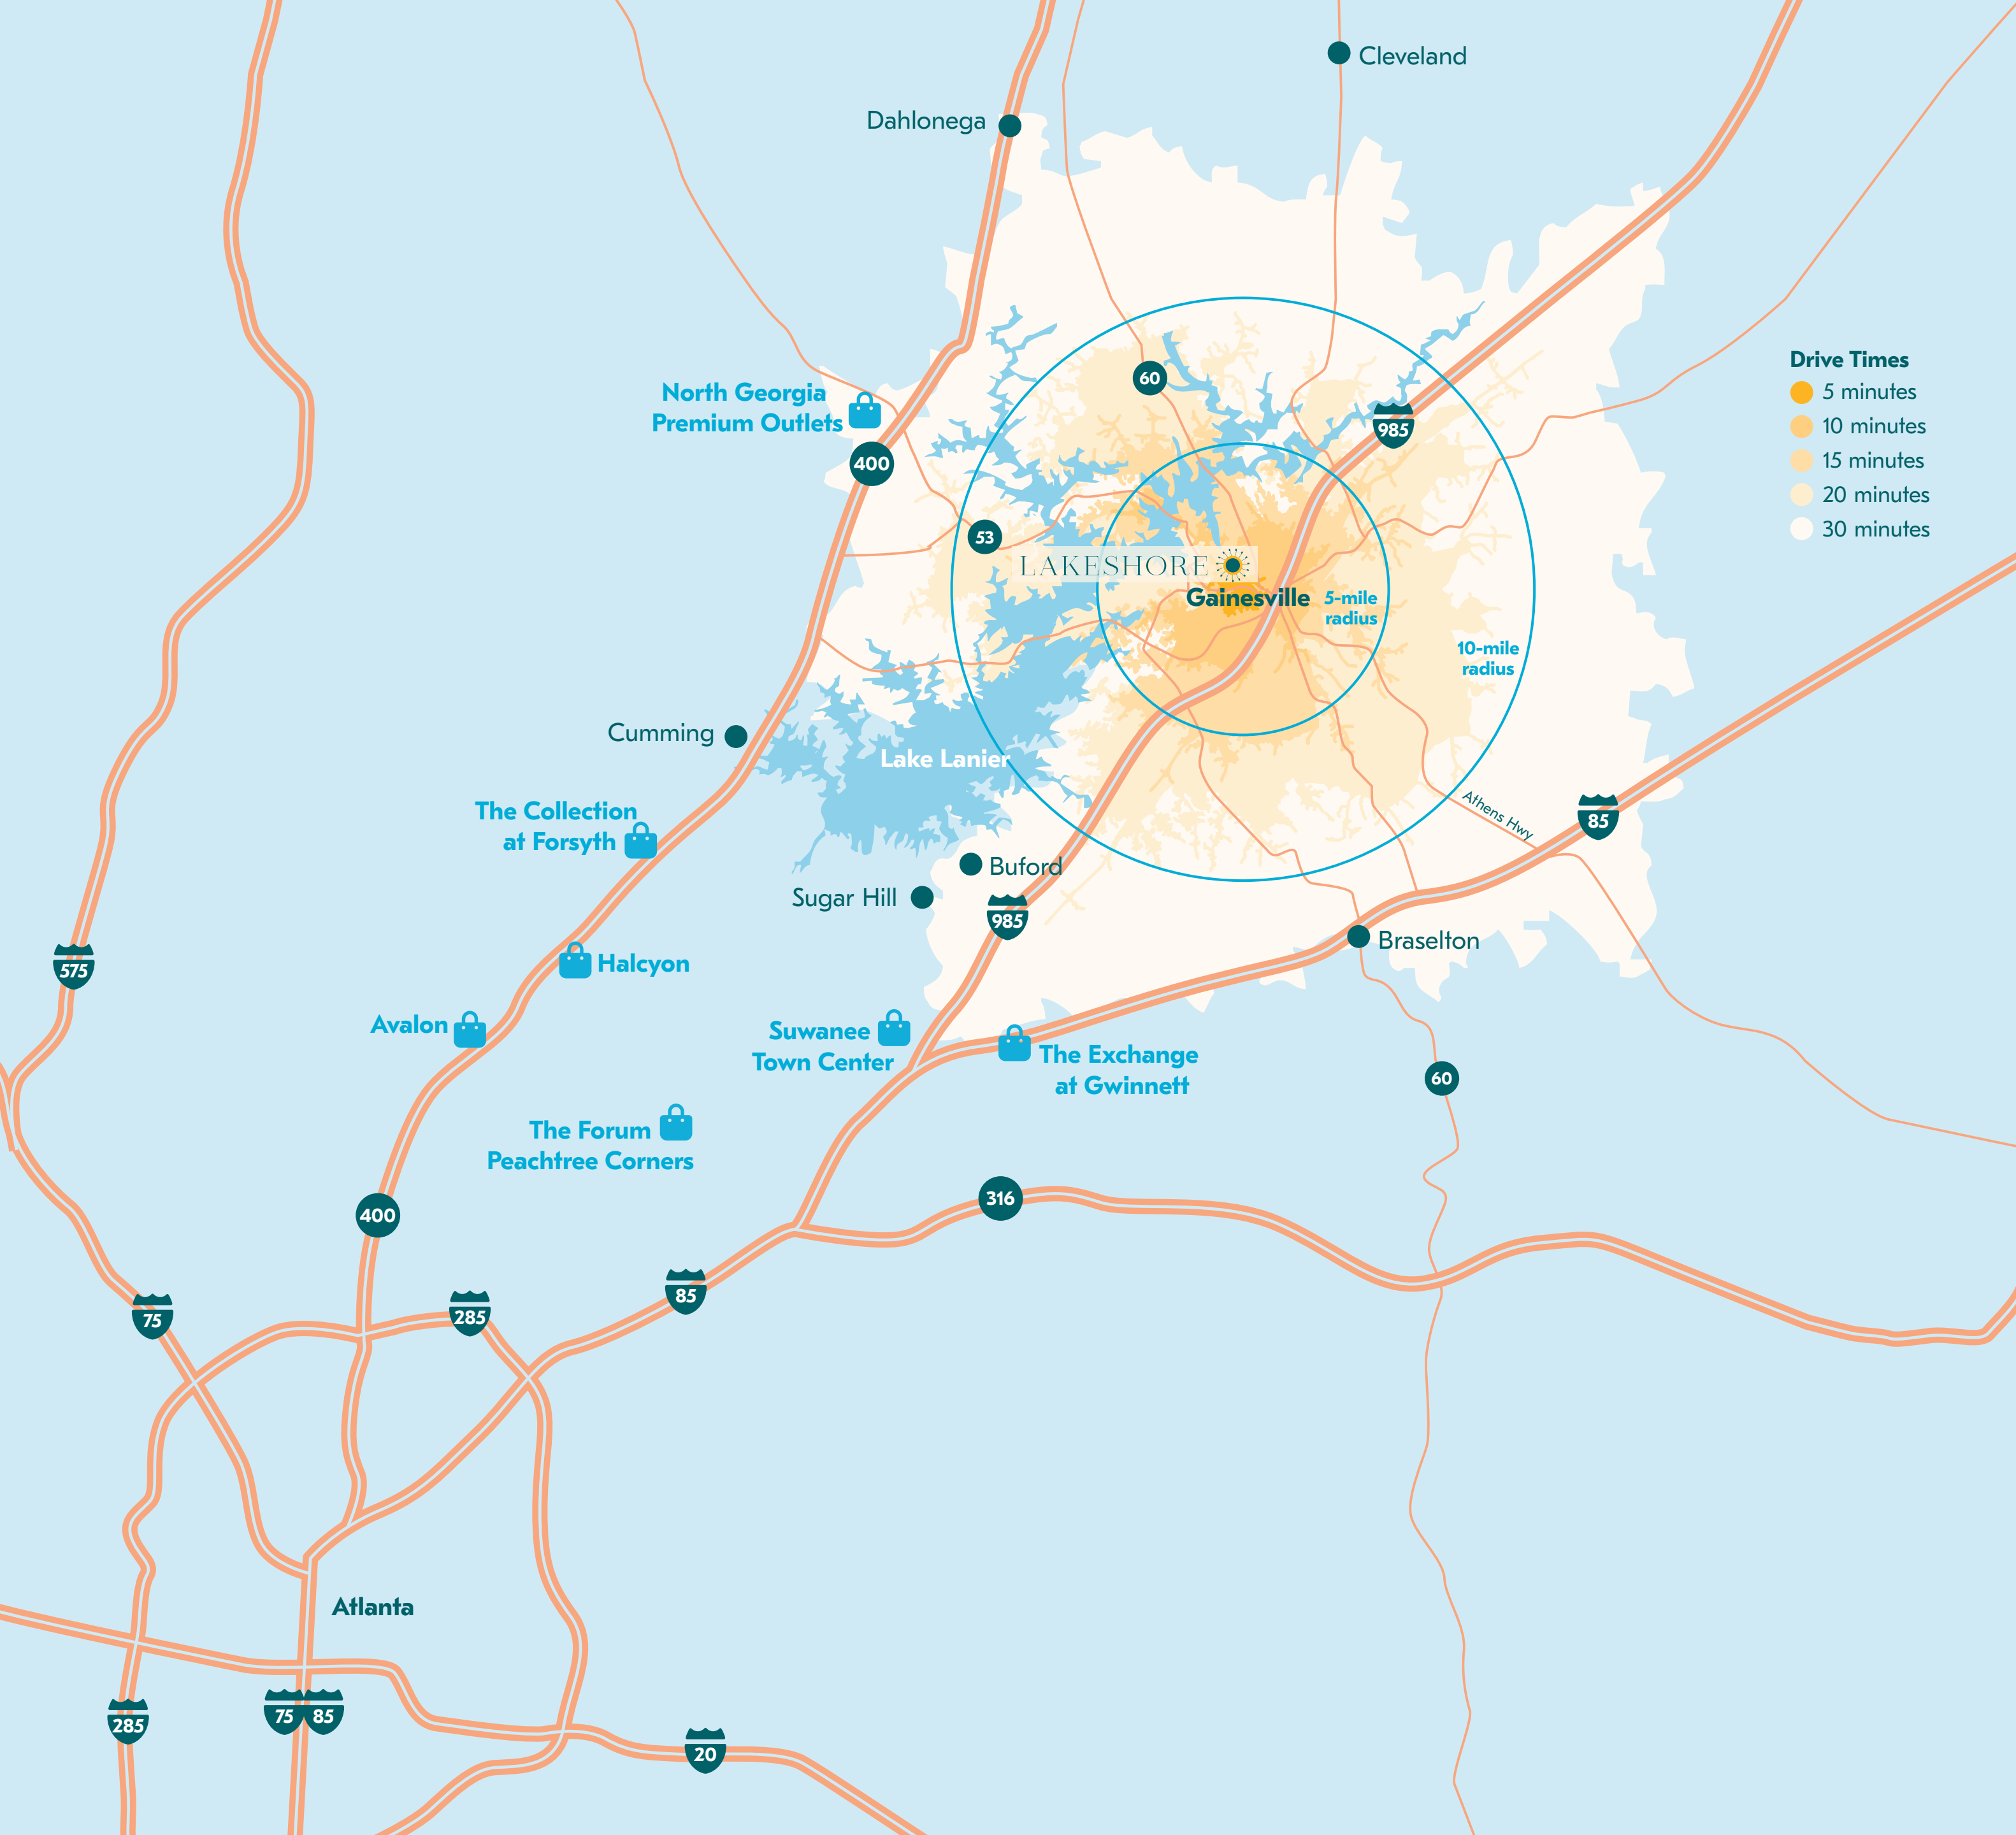 Cleveland
Dahlonega
Drive Times
5 minutes
10 minutes
15 minutes
20 minutes
30 minutes
60
North Georgia
Premium Outlets
985
400
53
LAKESHORE
Gainesville
5-mile
radius
10-mile
radius
Cumming
Lake Lanier
The Collection
at Forsyth
Athens Hwy
85
Buford
Sugar Hill
985
Braselton
575
Halcyon
Avalon
Suwanee
Town Center
The Exchange
at Gwinnett
60
The Forum
Peachtree Corners
400
316
85
75
285
Atlanta
285
75
85
20